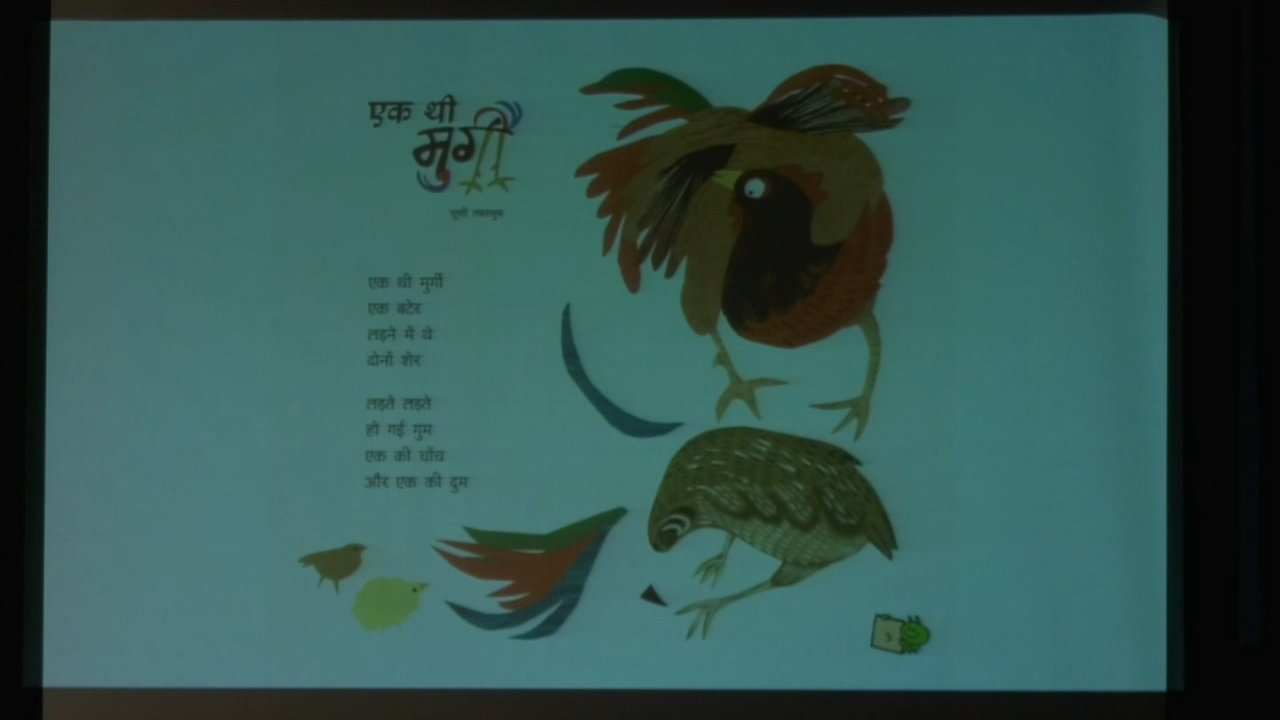 एक थी
मुर्गी
एक थी मुर्गी
एक बटेर
लड़ने में थे
दोनों शेर
लड़ते लड़ते
हो गई गुम
एक की चोंच
और एक की दुम